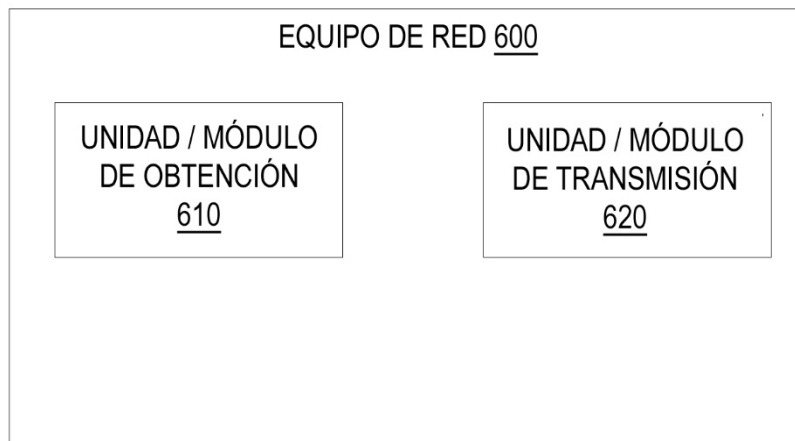 EQUIPO DE RED 600
UNIDAD / MÓDULO
DE OBTENCIÓN
610
UNIDAD / MÓDULO
DE TRANSMISIÓN
620